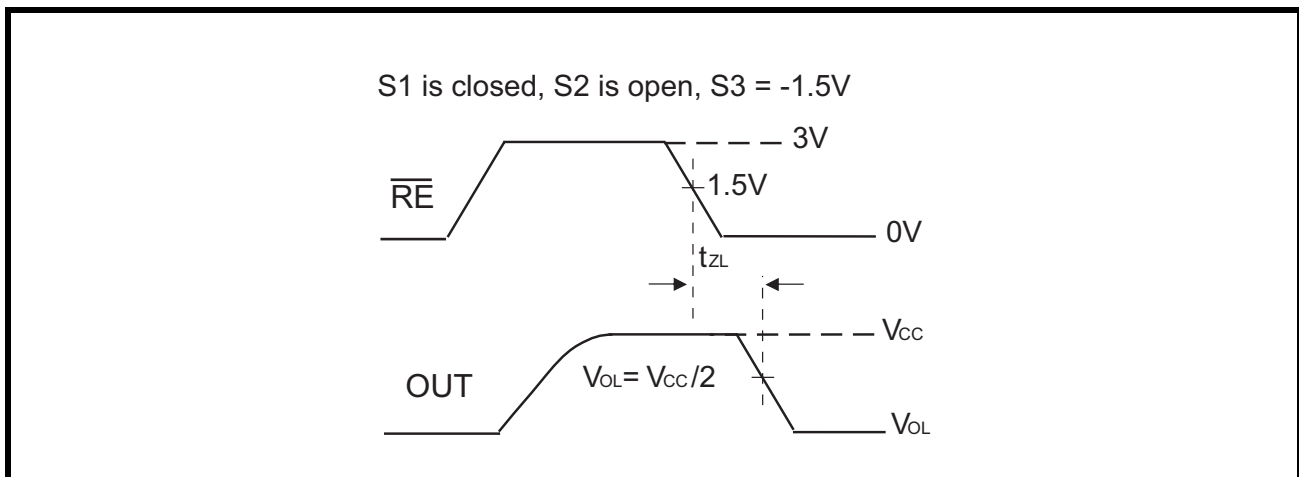 S1 is closed, S2 is open, S3 = -1.5V
3V
RE
1.5V
0V
tZL
VCC
VOL= VCC/2
OUT
VOL